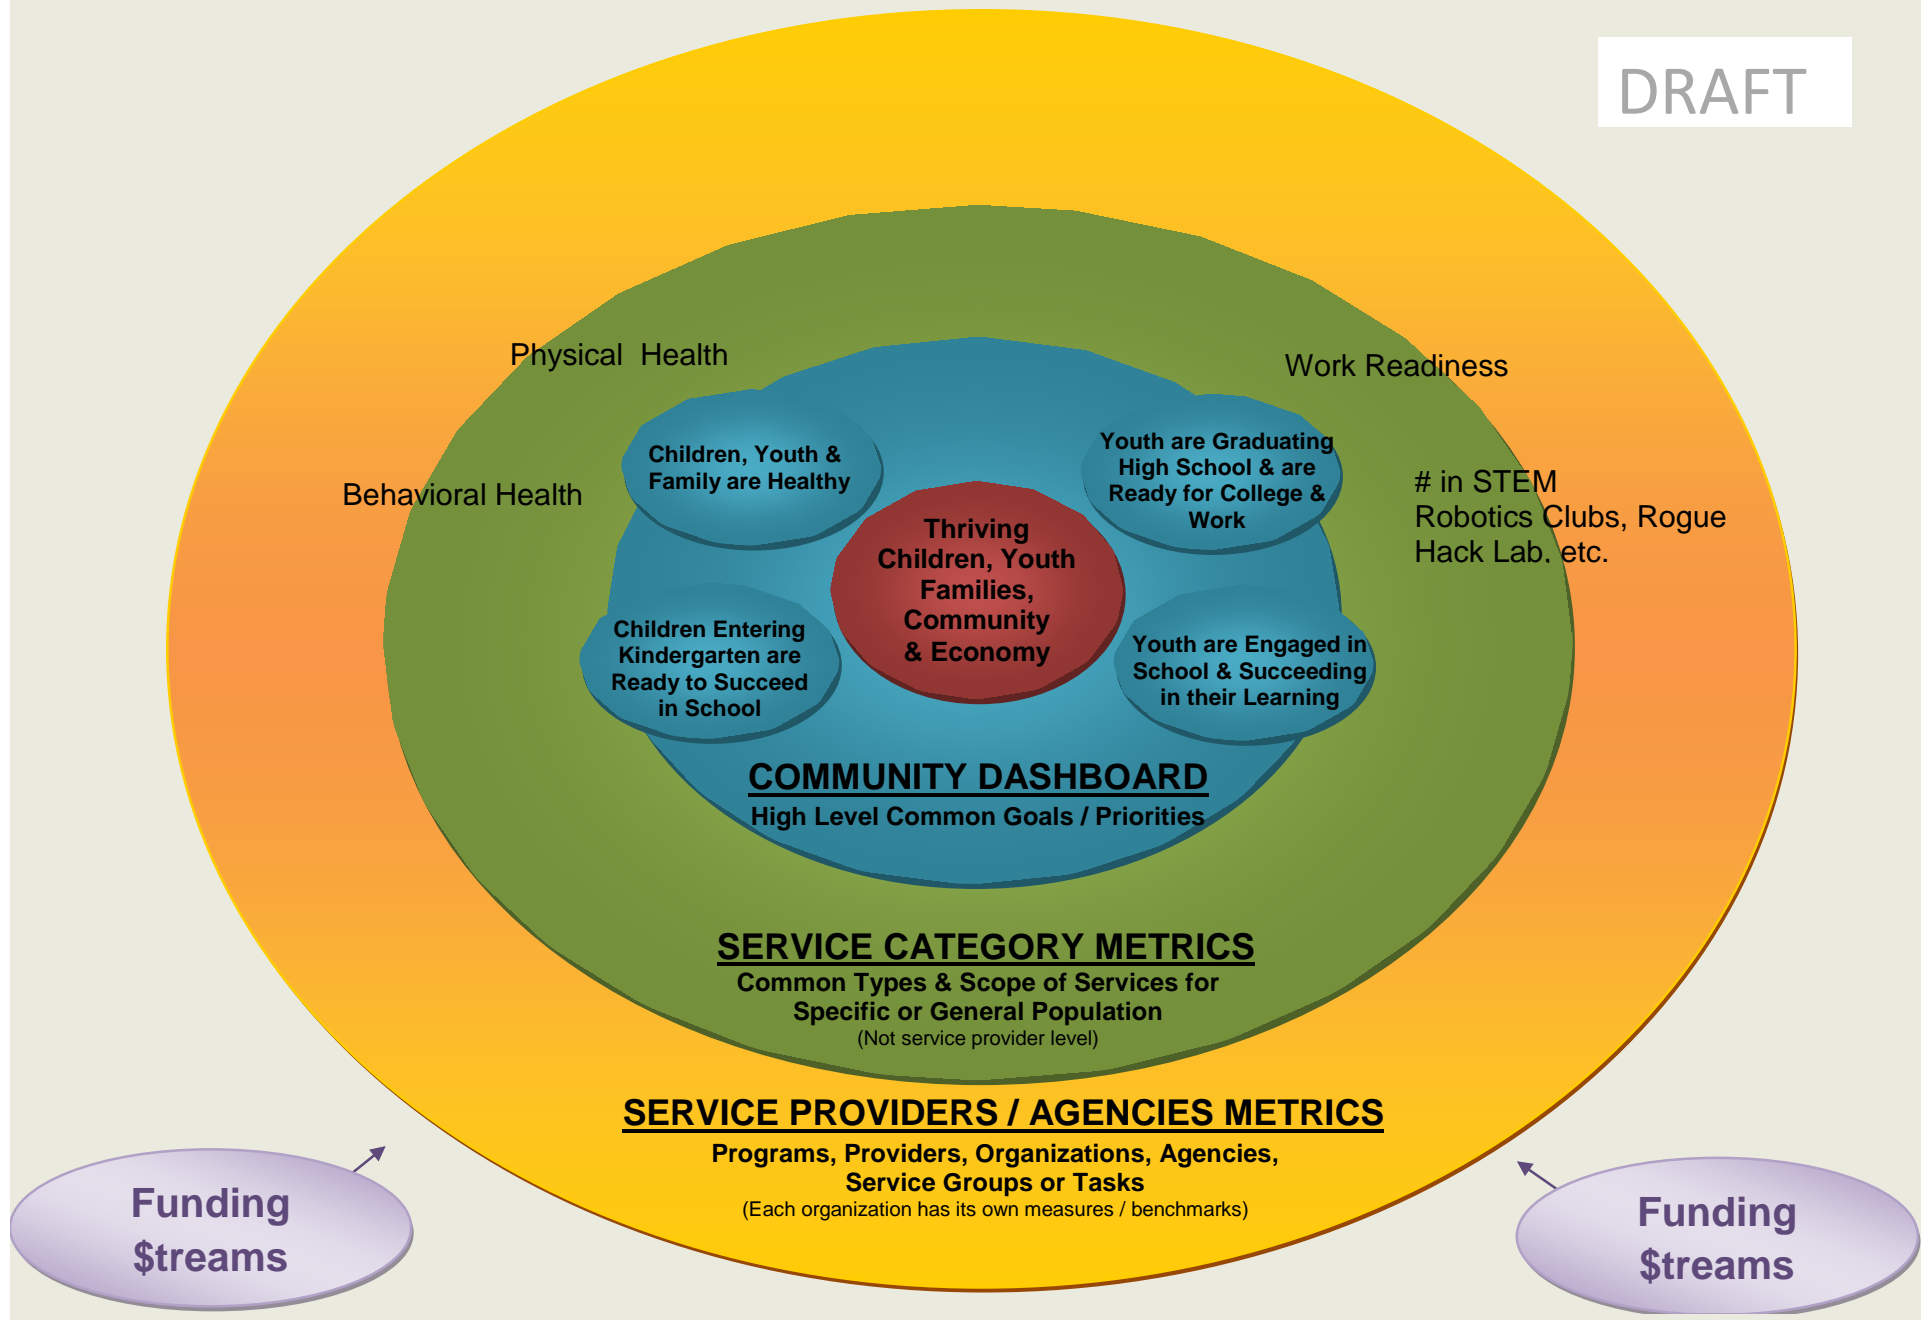 DRAFT
Physical  Health
Work Readiness
Behavioral Health
Children, Youth &
Family are Healthy
Youth are Graduating
High School & are
Ready for College &
Work
# in STEM
Robotics Clubs, Rogue
Hack Lab, etc.
Thriving
Children, Youth
Families,
Community
& Economy
Children Entering
Kindergarten are
Ready to Succeed
in School
Youth are Engaged in
School & Succeeding
in their Learning
COMMUNITY DASHBOARD
High Level Common Goals / Priorities
SERVICE CATEGORY METRICS
Common Types & Scope of Services for
Specific or General Population
(Not service provider level)
SERVICE PROVIDERS / AGENCIES METRICS
Programs, Providers, Organizations, Agencies,
Service Groups or Tasks
(Each organization has its own measures / benchmarks)
Funding
$treams
Funding
$treams